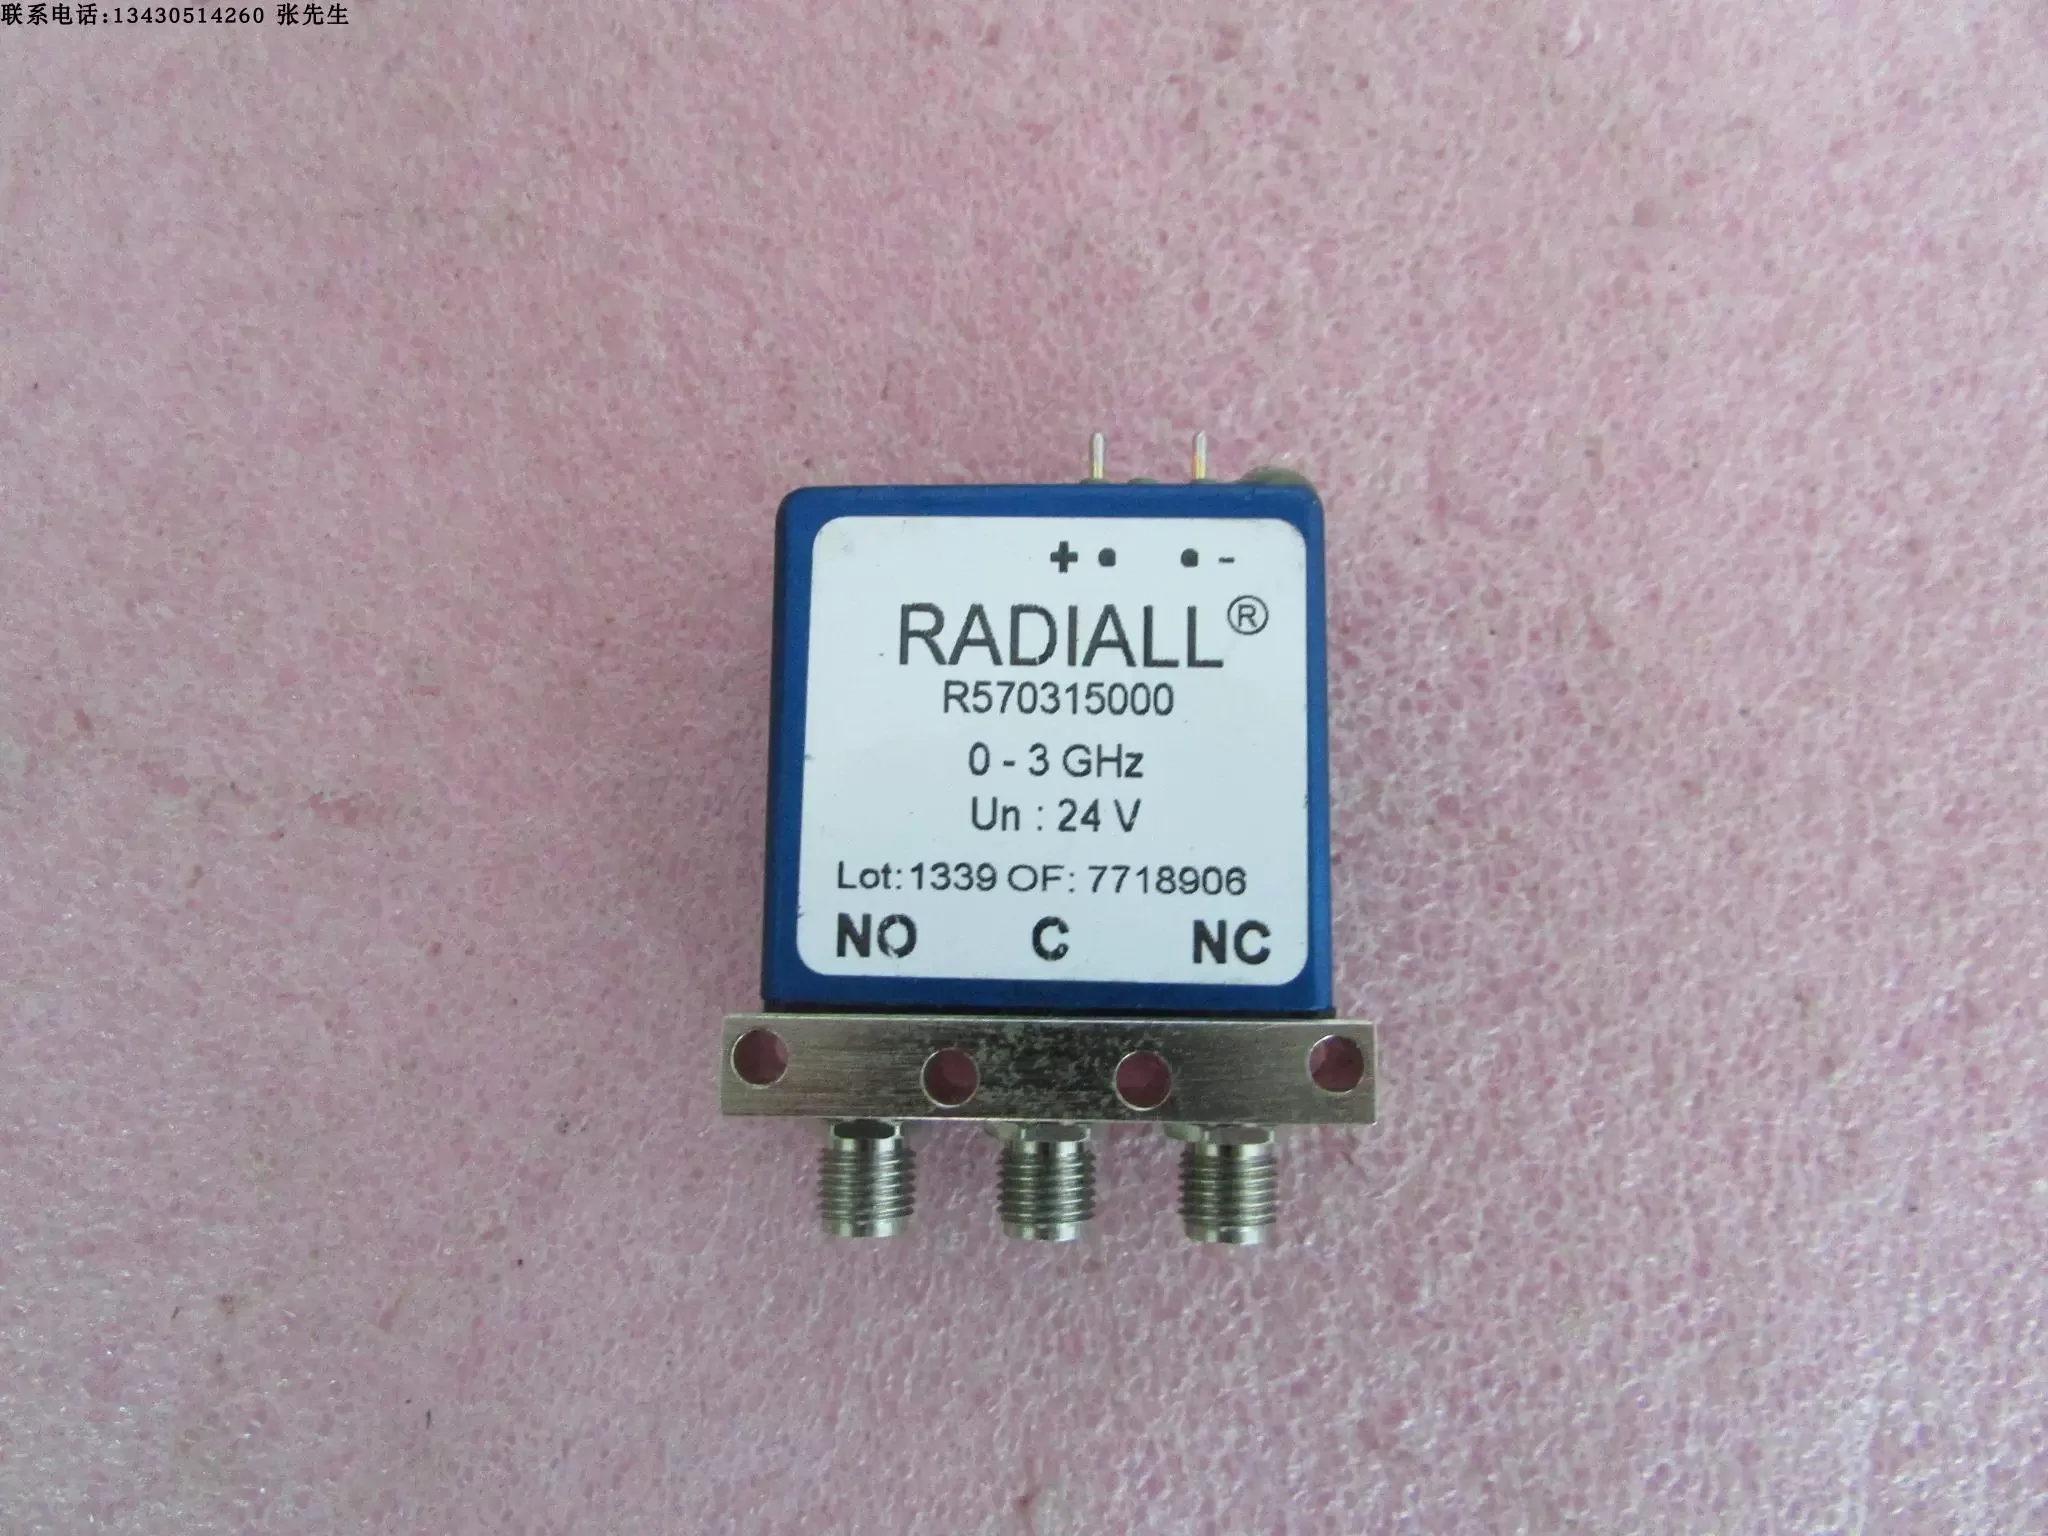 联系电话:13430514260 张先生
+ • • -
RADIALL®
R570315000
0 - 3 GHz
Un : 24 V
Lot: 1339 OF: 7718906
NO C NC